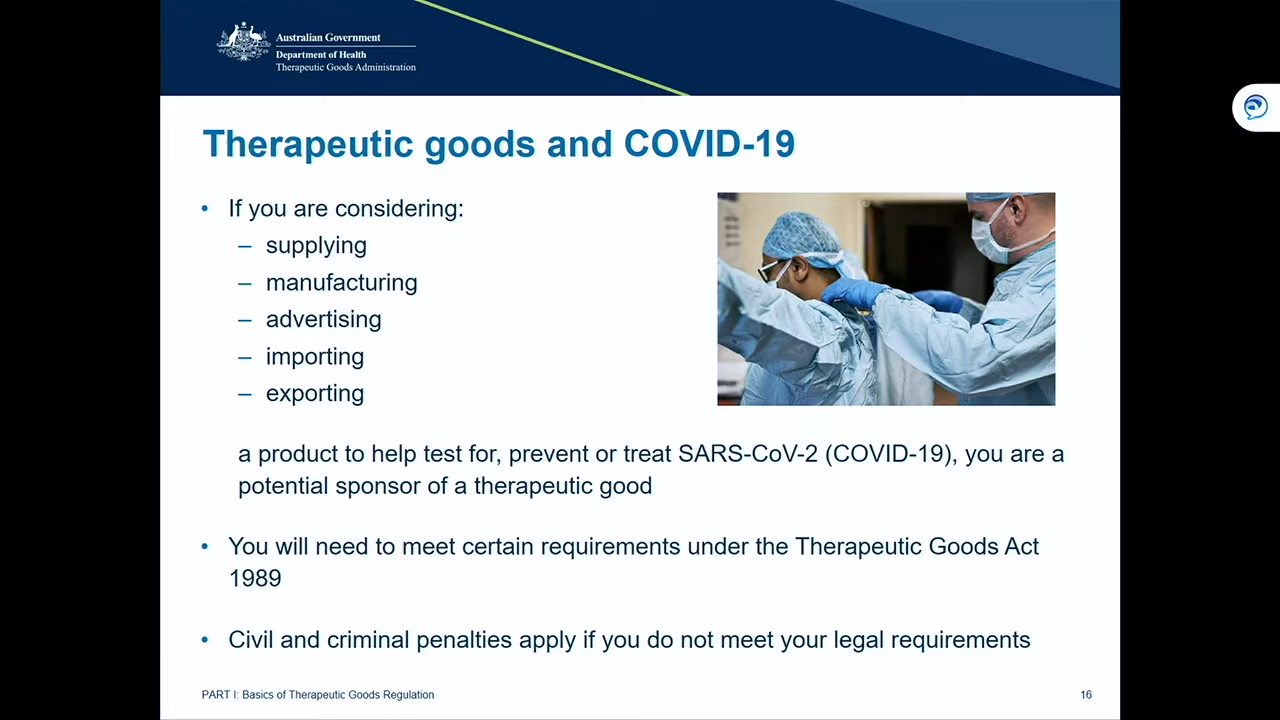 Australian Government
Department of Health
Therapeutic Goods Administration
Therapeutic goods and COVID-19
• If you are considering:
– supplying
– manufacturing
– advertising
– importing
– exporting
a product to help test for, prevent or treat SARS-CoV-2 (COVID-19), you are a
potential sponsor of a therapeutic good
• You will need to meet certain requirements under the Therapeutic Goods Act
1989
• Civil and criminal penalties apply if you do not meet your legal requirements
PART I: Basics of Therapeutic Goods Regulation
16